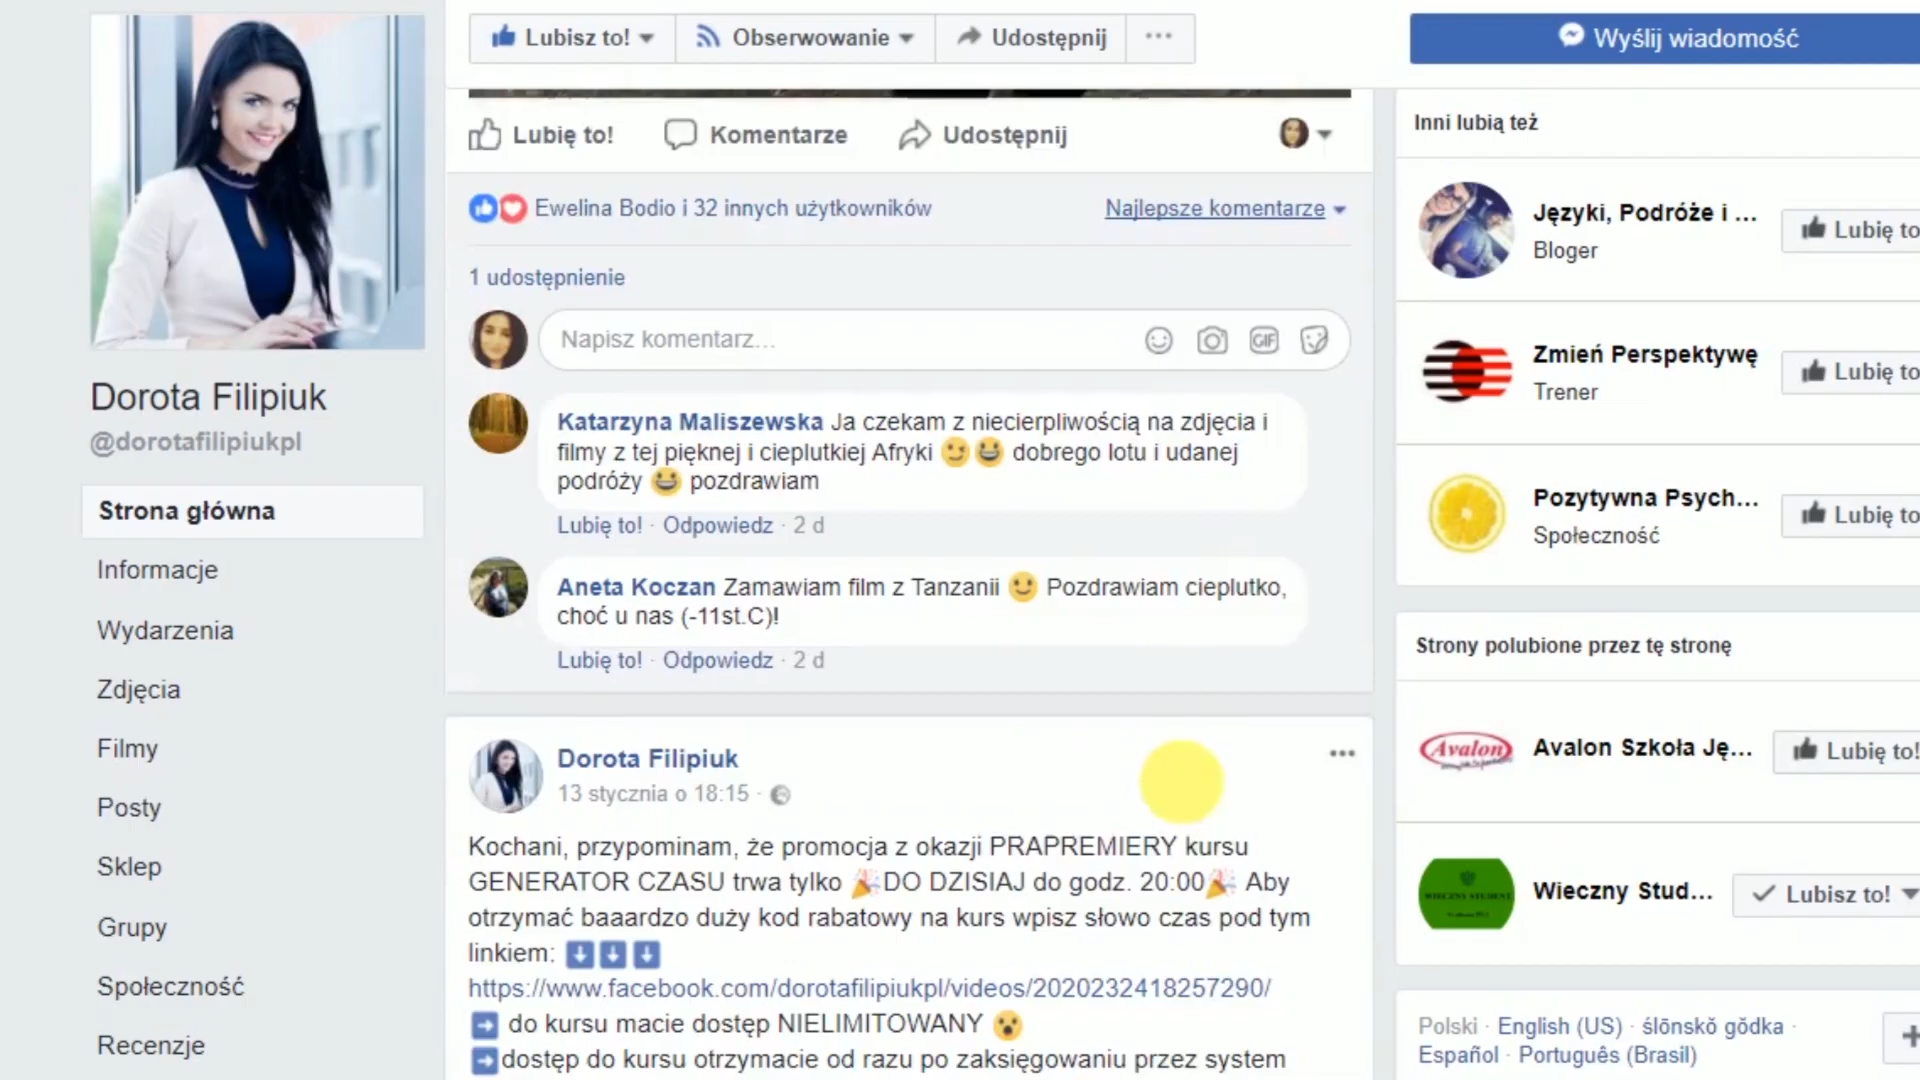 Lubisz to!
Obserwowanie
Udostępnij
Wyślij wiadomość
Lubię to!
Komentarze
Udostępnij
Ewelina Bodio i 32 innych użytkowników
Najlepsze komentarze
1 udostępnienie
Napisz komentarz...
GIF
Katarzyna Maliszewska Ja czekam z niecierpliwością na zdjęcia i
filmy z tej pięknej i cieplutkiej Afryki 😉😀 dobrego lotu i udanej
podróży 😀 pozdrawiam
Lubię to! · Odpowiedz · 2 d
Aneta Koczan Zamawiam film z Tanzanii 🙂 Pozdrawiam cieplutko,
choć u nas (-11st.C)!
Lubię to! · Odpowiedz · 2 d
Dorota Filipiuk
@dorotafilipiukpl
Strona główna
Informacje
Wydarzenia
Zdjęcia
Filmy
Posty
Sklep
Grupy
Społeczność
Recenzje
Dorota Filipiuk
13 stycznia o 18:15 ·
Kochani, przypominam, że promocja z okazji PRAPREMIERY kursu
GENERATOR CZASU trwa tylko 🎉DO DZISIAJ do godz. 20:00🎉 Aby
otrzymać baaardzo duży kod rabatowy na kurs wpisz słowo czas pod tym
linkiem: ⬇⬇⬇
https://www.facebook.com/dorotafilipiukpl/videos/2020232418257290/
➡ do kursu macie dostęp NIELIMITOWANY 😮
➡dostęp do kursu otrzymacie od razu po zaksięgowaniu przez system
Inni lubią też
Języki, Podróże i ...
Bloger
Lubię to
Zmień Perspektywę
Trener
Lubię to
Pozytywna Psych...
Społeczność
Lubię to
Strony polubione przez tę stronę
Avalon
Avalon Szkoła Ję...
Lubię to!
WIECZNY STUDENT
Wieczny Stud...
Lubisz to!
Polski · English (US) · ślōnskŏ gŏdka ·
Español · Português (Brasil)